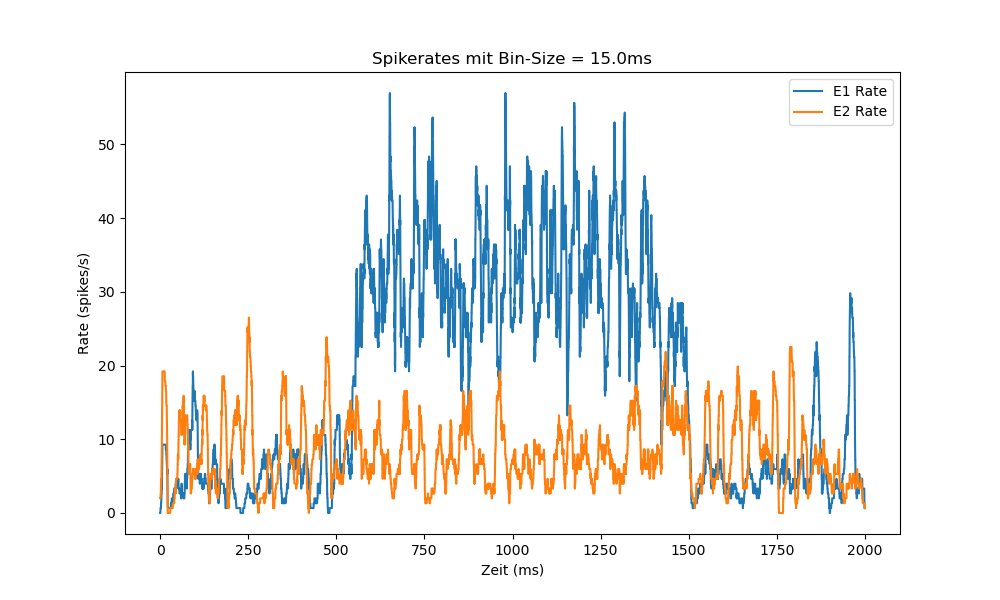 Spikerates mit Bin-Size = 15.0ms
E1 Rate
E2 Rate
Rate (spikes/s)
50
40
30
20
10
0
0 250 500 750 1000 1250 1500 1750 2000
Zeit (ms)